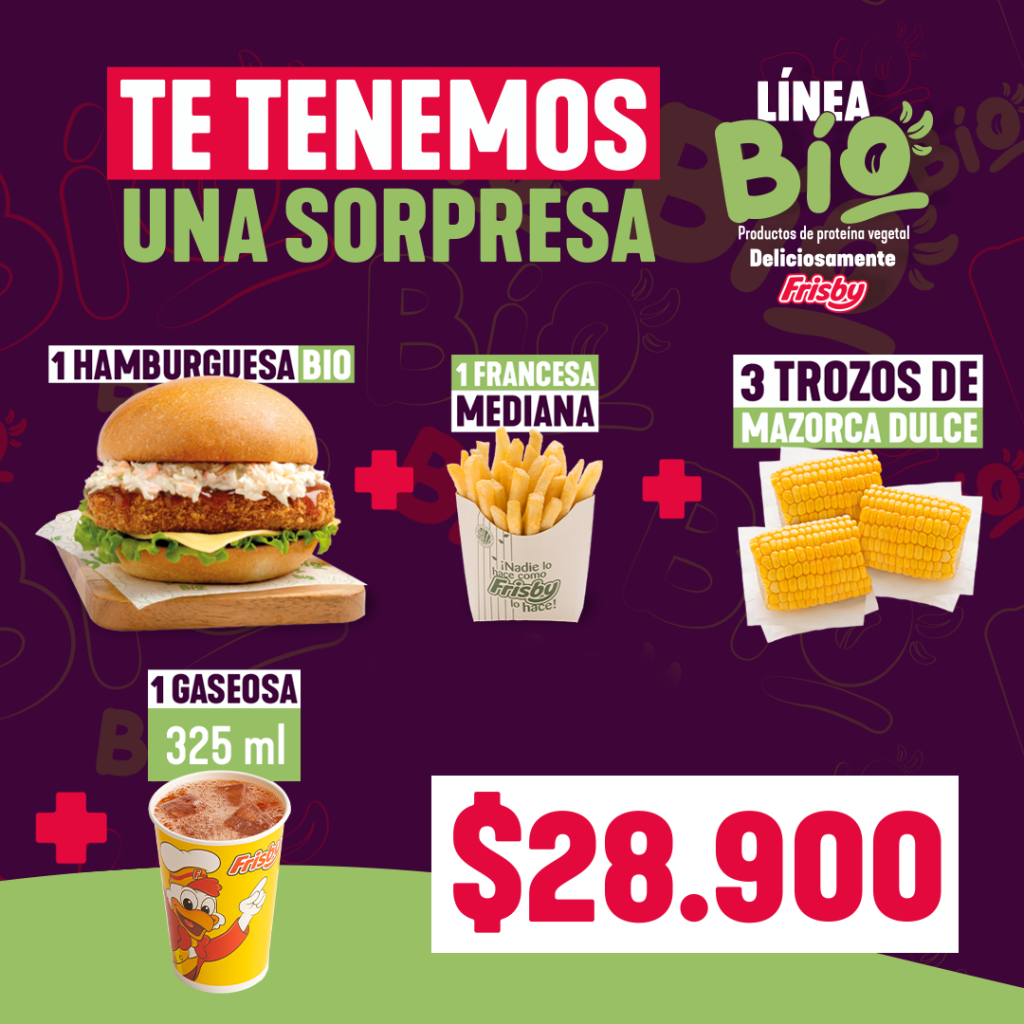 TE TENEMOS
UNA SORPRESA
LÍNEA
Bío
Productos de proteína vegetal
Deliciosamente
Frisby
1 HAMBURGUESA BIO
1 FRANCESA
MEDIANA
3 TROZOS DE
MAZORCA DULCE
¡Nadie lo
hace como
Frisby
lo hace!
1 GASEOSA
325 ml
Frisby
$28.900